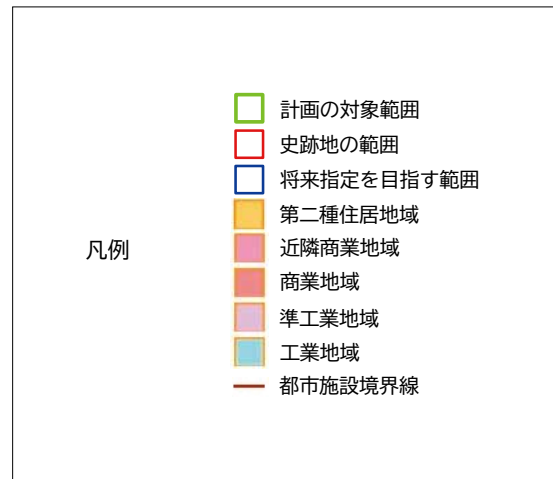 計画の対象範囲
史跡地の範囲
将来指定を目指す範囲
第二種住居地域
近隣商業地域
凡例
商業地域
準工業地域
工業地域
都市施設境界線